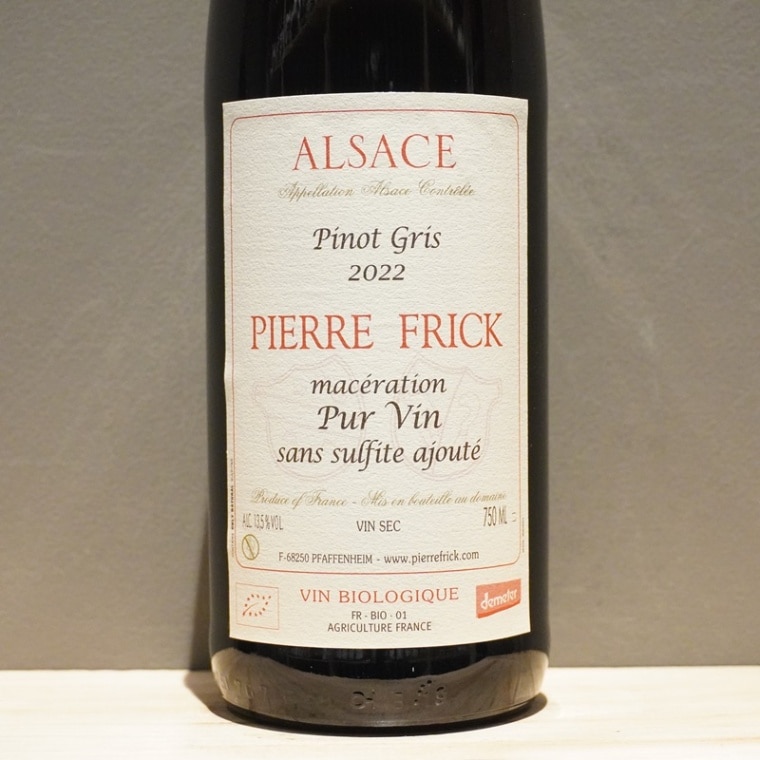 ALSACE
Appellation Alsace Contrôlée
Pinot Gris
2022
PIERRE FRICK
macération
Pur Vin
sans sulfite ajouté
Produce of France - Mis en bouteille au domaine
ALC. 13,5 % VOL
VIN SEC
750 ML
F-68250 PFAFFENHEIM - www.pierrefrick.com
VIN BIOLOGIQUE
demeter
FR - BIO - 01
AGRICULTURE FRANCE